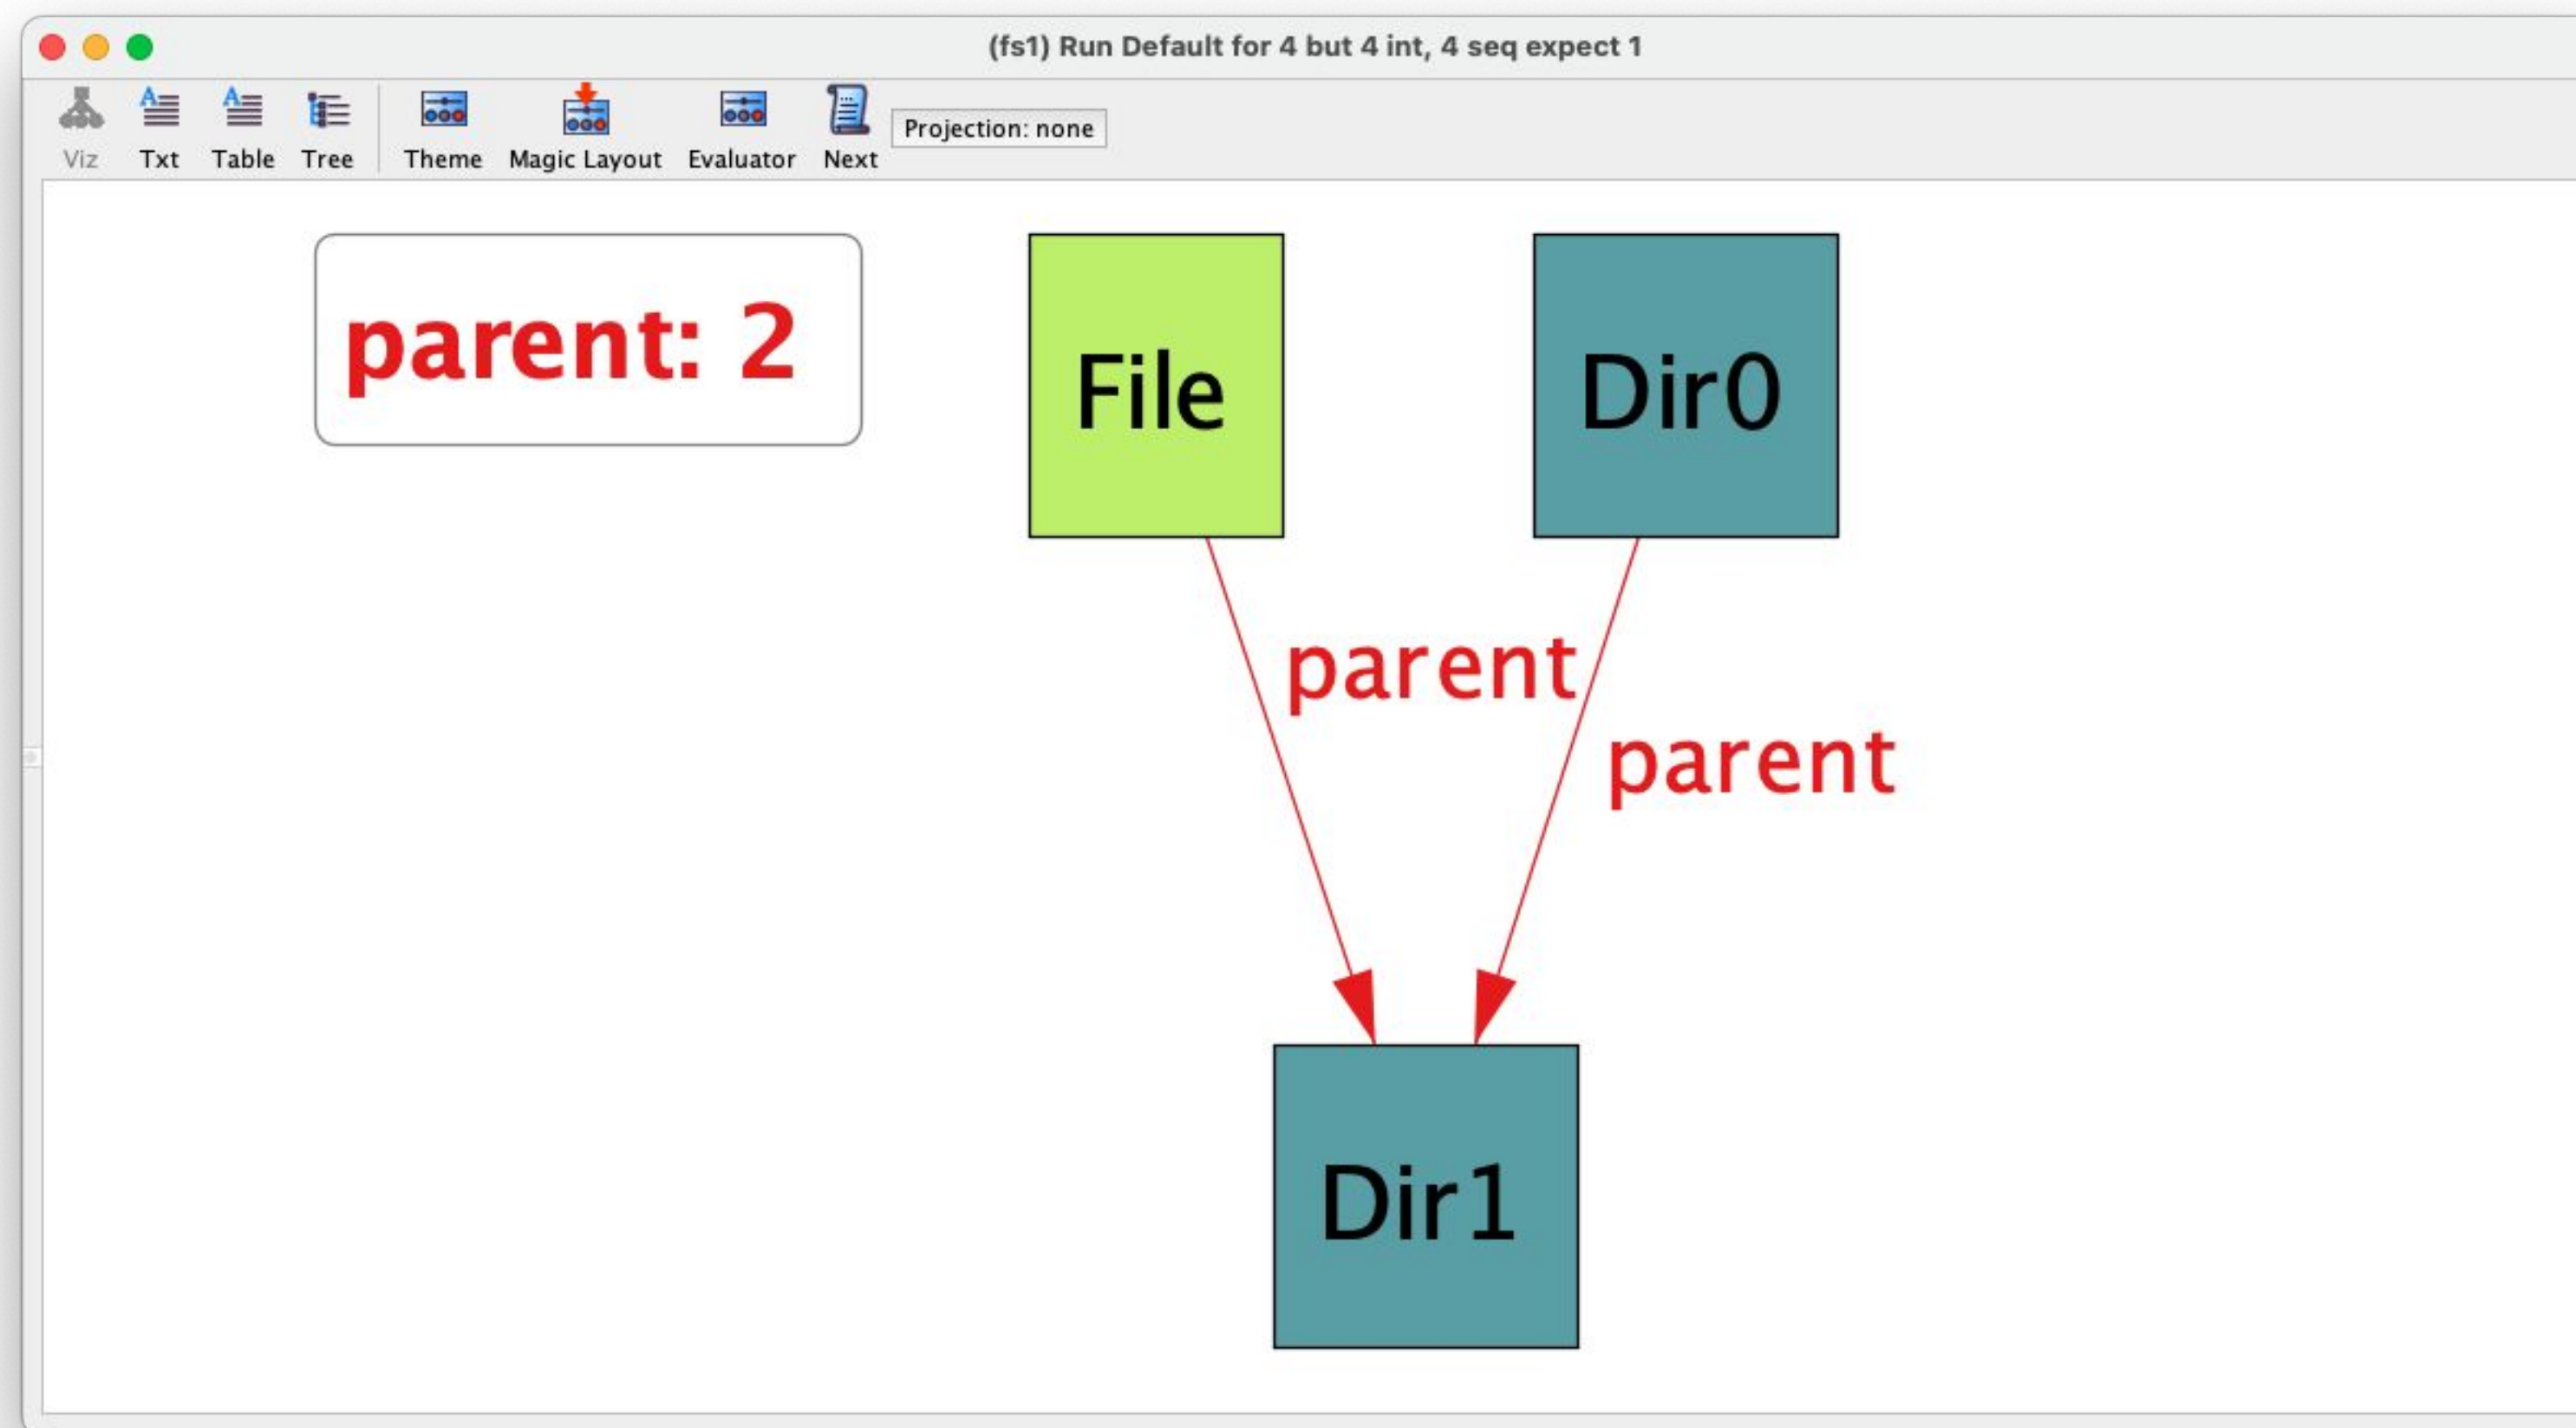 (fs1) Run Default for 4 but 4 int, 4 seq expect 1
Viz Txt Table Tree Theme Magic Layout Evaluator Next Projection: none
parent: 2
File
Dir0
parent
parent
Dir1